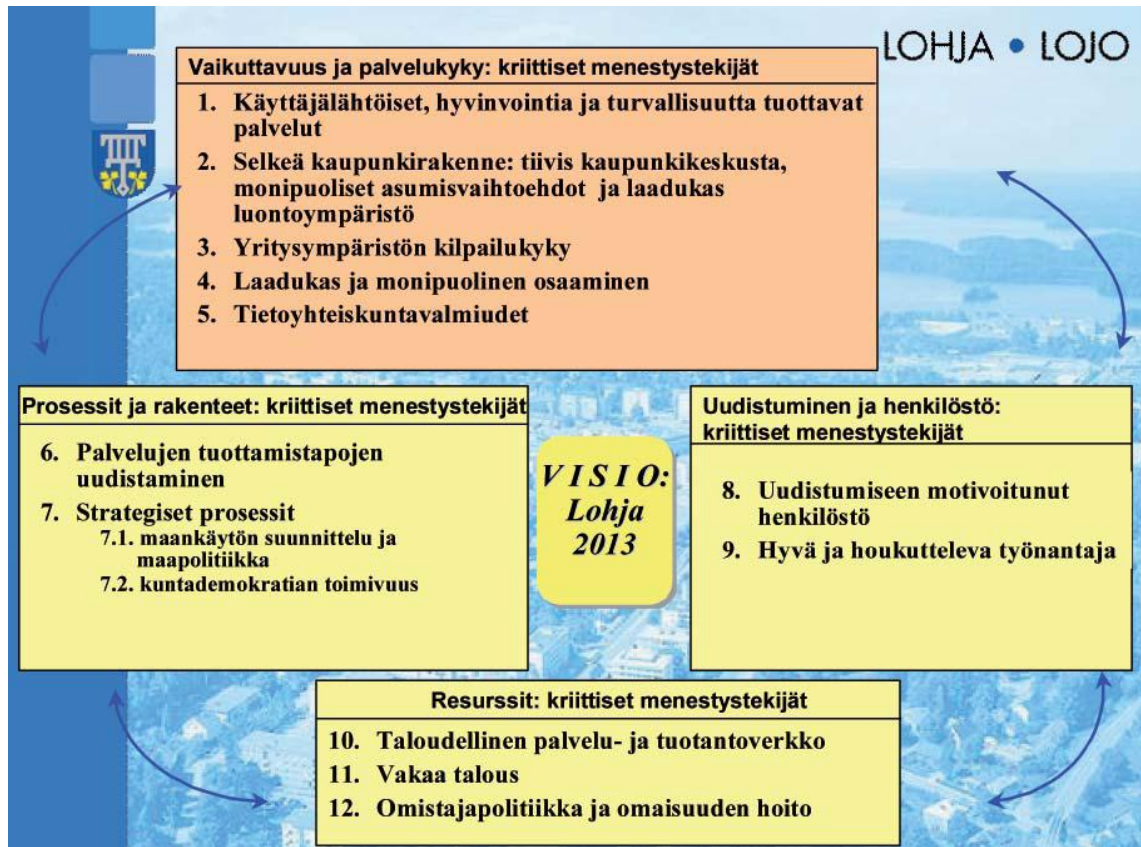 LOHJA • LOJO
Vaikuttavuus ja palvelukyky: kriittiset menestystekijät
1. Käyttäjälähtöiset, hyvinvointia ja turvallisuutta tuottavat
palvelut
2. Selkeä kaupunkirakenne: tiivis kaupunkikeskusta,
monipuoliset asumisvaihtoehdot ja laadukas
luontoympäristö
3. Yritysympäristön kilpailukyky
4. Laadukas ja monipuolinen osaaminen
5. Tietoyhteiskuntavalmiudet
Prosessit ja rakenteet: kriittiset menestystekijät
6. Palvelujen tuottamistapojen
uudistaminen
7. Strategiset prosessit
7.1. maankäytön suunnittelu ja
maapolitiikka
7.2. kuntademokratian toimivuus
V I S I O:
Lohja
2013
Uudistuminen ja henkilöstö:
kriittiset menestystekijät
8. Uudistumiseen motivoitunut
henkilöstö
9. Hyvä ja houkutteleva työnantaja
Resurssit: kriittiset menestystekijät
10. Taloudellinen palvelu- ja tuotantoverkko
11. Vakaa talous
12. Omistajapolitiikka ja omaisuuden hoito